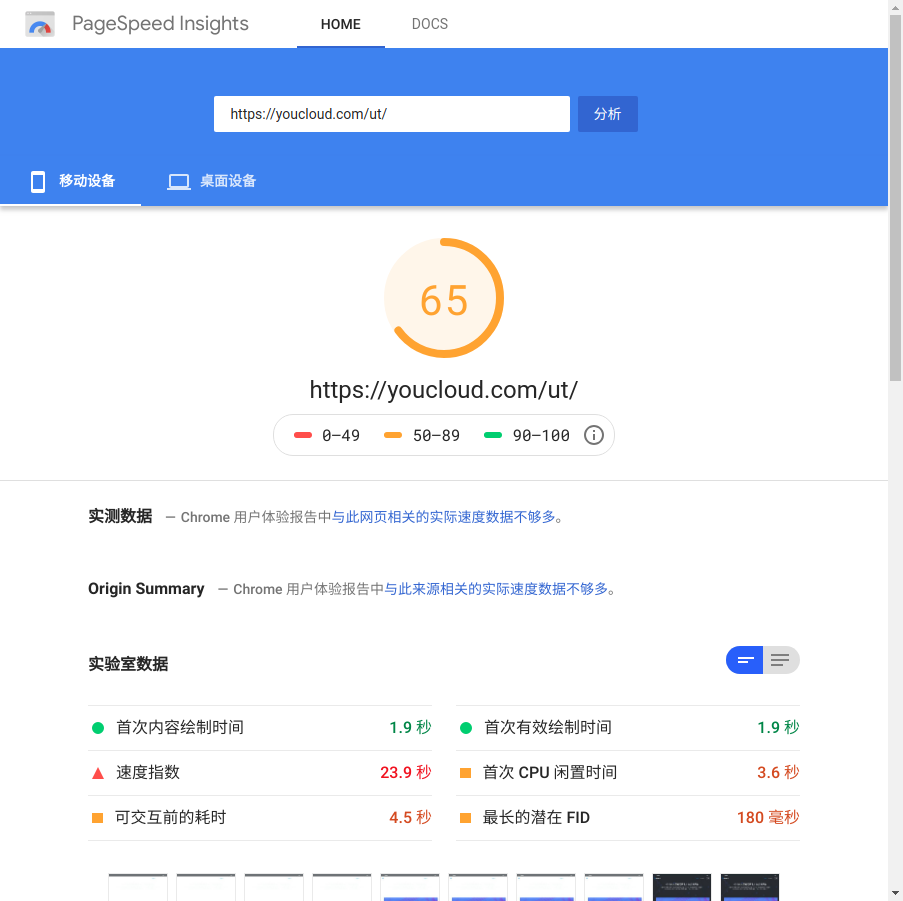 PageSpeed Insights
HOME
DOCS
https://youcloud.com/ut/
分析
移动设备
桌面设备
65
https://youcloud.com/ut/
0–49
50–89
90–100
实测数据 — Chrome 用户体验报告中与此网页相关的实际速度数据不够多。
Origin Summary — Chrome 用户体验报告中与此来源相关的实际速度数据不够多。
实验室数据
首次内容绘制时间 1.9 秒
首次有效绘制时间 1.9 秒
速度指数 23.9 秒
首次 CPU 闲置时间 3.6 秒
可交互前的耗时 4.5 秒
最长的潜在 FID 180 毫秒